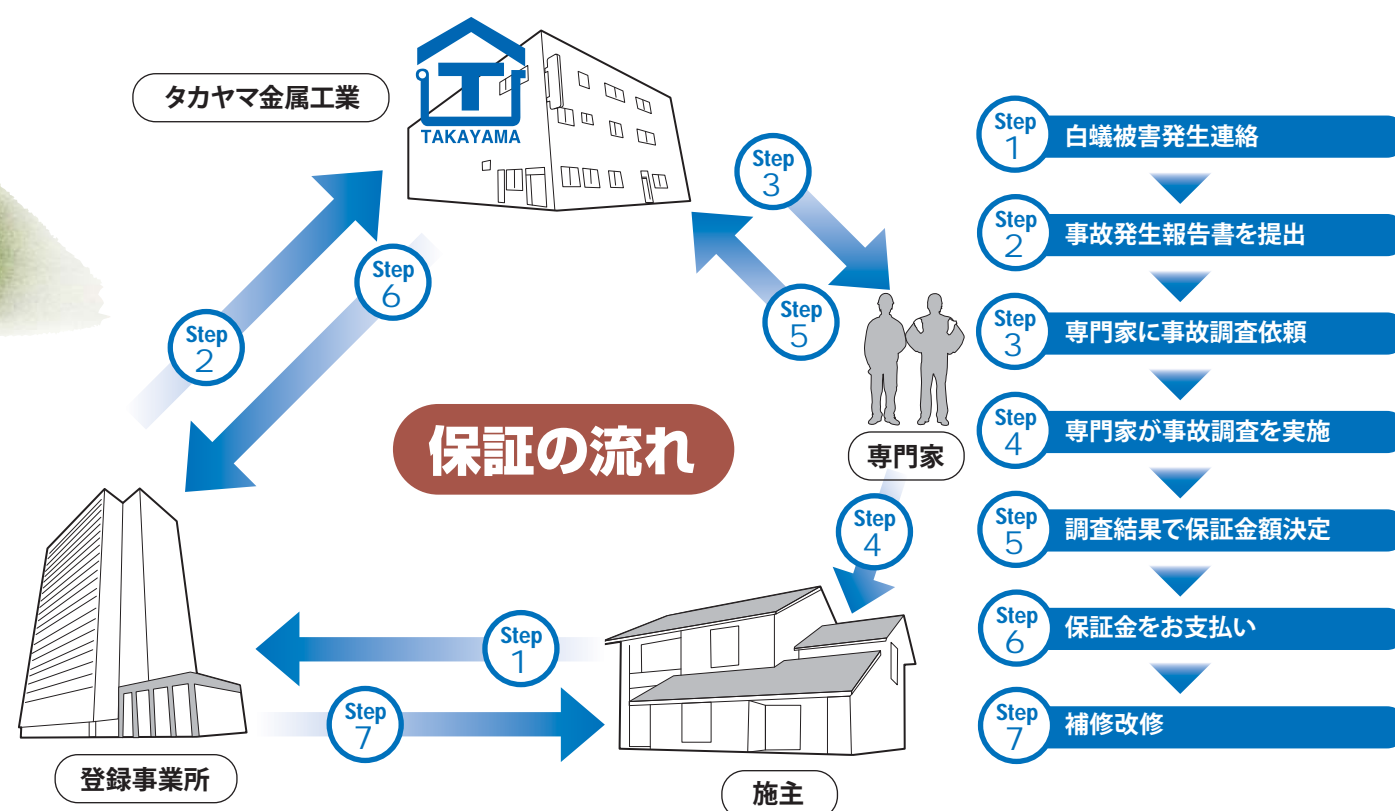 タカヤマ金属工業
T
TAKAYAMA
Step
3
Step
6
Step
5
Step
2
保証の流れ
専門家
Step
4
Step
1
Step
7
登録事業所
施主
Step
1
白蟻被害発生連絡
Step
2
事故発生報告書を提出
Step
3
専門家に事故調査依頼
Step
4
専門家が事故調査を実施
Step
5
調査結果で保証金額決定
Step
6
保証金をお支払い
Step
7
補修改修